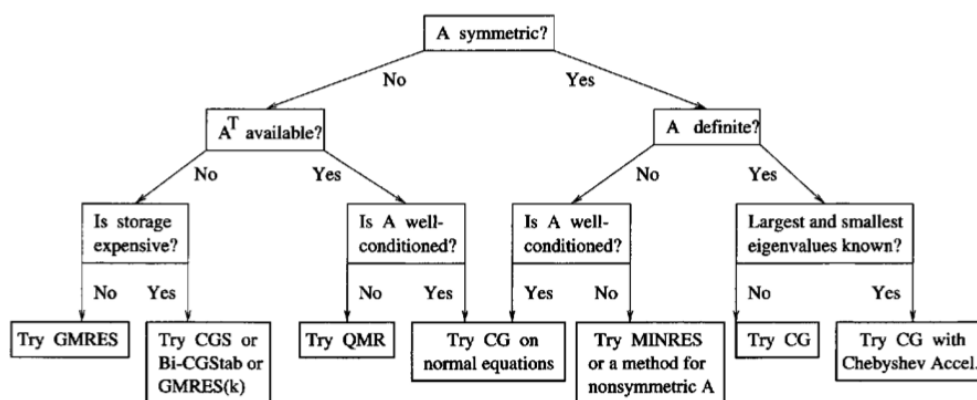 A symmetric?
No
Yes
A^T available?
A definite?
No
Yes
No
Yes
Is storage
expensive?
Is A well-
conditioned?
Is A well-
conditioned?
Largest and smallest
eigenvalues known?
No
Yes
No
Yes
Yes
No
No
Yes
Try GMRES
Try CGS or
Bi-CGStab or
GMRES(k)
Try QMR
Try CG on
normal equations
Try MINRES
or a method for
nonsymmetric A
Try CG
Try CG with
Chebyshev Accel.